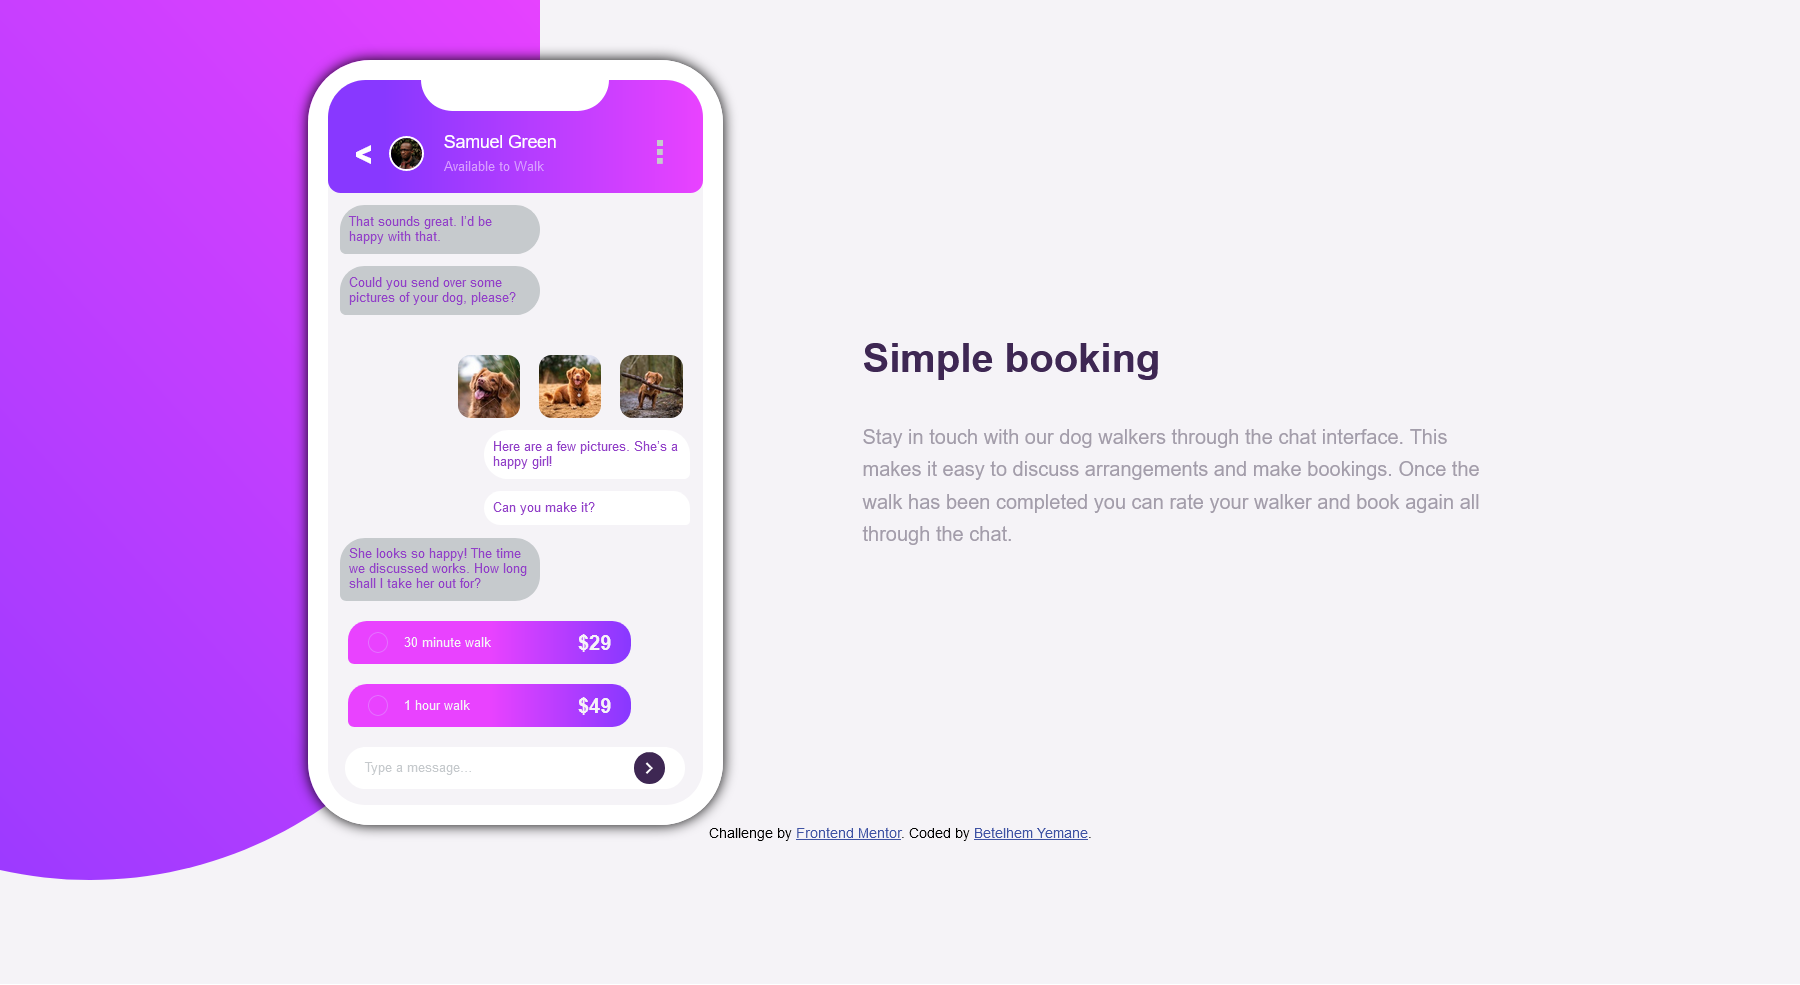 <
Samuel Green
Available to Walk
That sounds great. I'd be
happy with that.
Could you send over some
pictures of your dog, please?
Here are a few pictures. She's a
happy girl!
Can you make it?
She looks so happy! The time
we discussed works. How long
shall I take her out for?
30 minute walk $29
1 hour walk $49
Type a message...
Simple booking
Stay in touch with our dog walkers through the chat interface. This
makes it easy to discuss arrangements and make bookings. Once the
walk has been completed you can rate your walker and book again all
through the chat.
Challenge by Frontend Mentor. Coded by Betelhem Yemane.